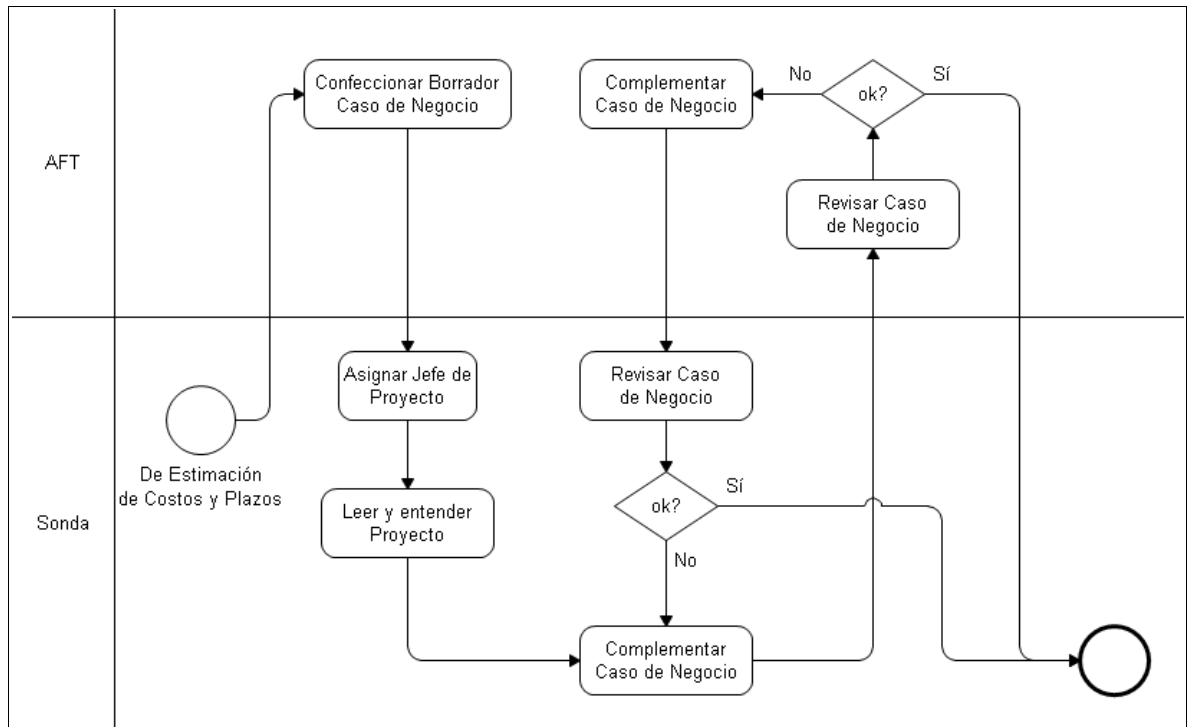 AFT
Confeccionar Borrador
Caso de Negocio
Complementar
Caso de Negocio
No
ok?
Sí
Revisar Caso
de Negocio
Sonda
De Estimación
de Costos y Plazos
Asignar Jefe de
Proyecto
Leer y entender
Proyecto
Revisar Caso
de Negocio
ok?
Sí
No
Complementar
Caso de Negocio